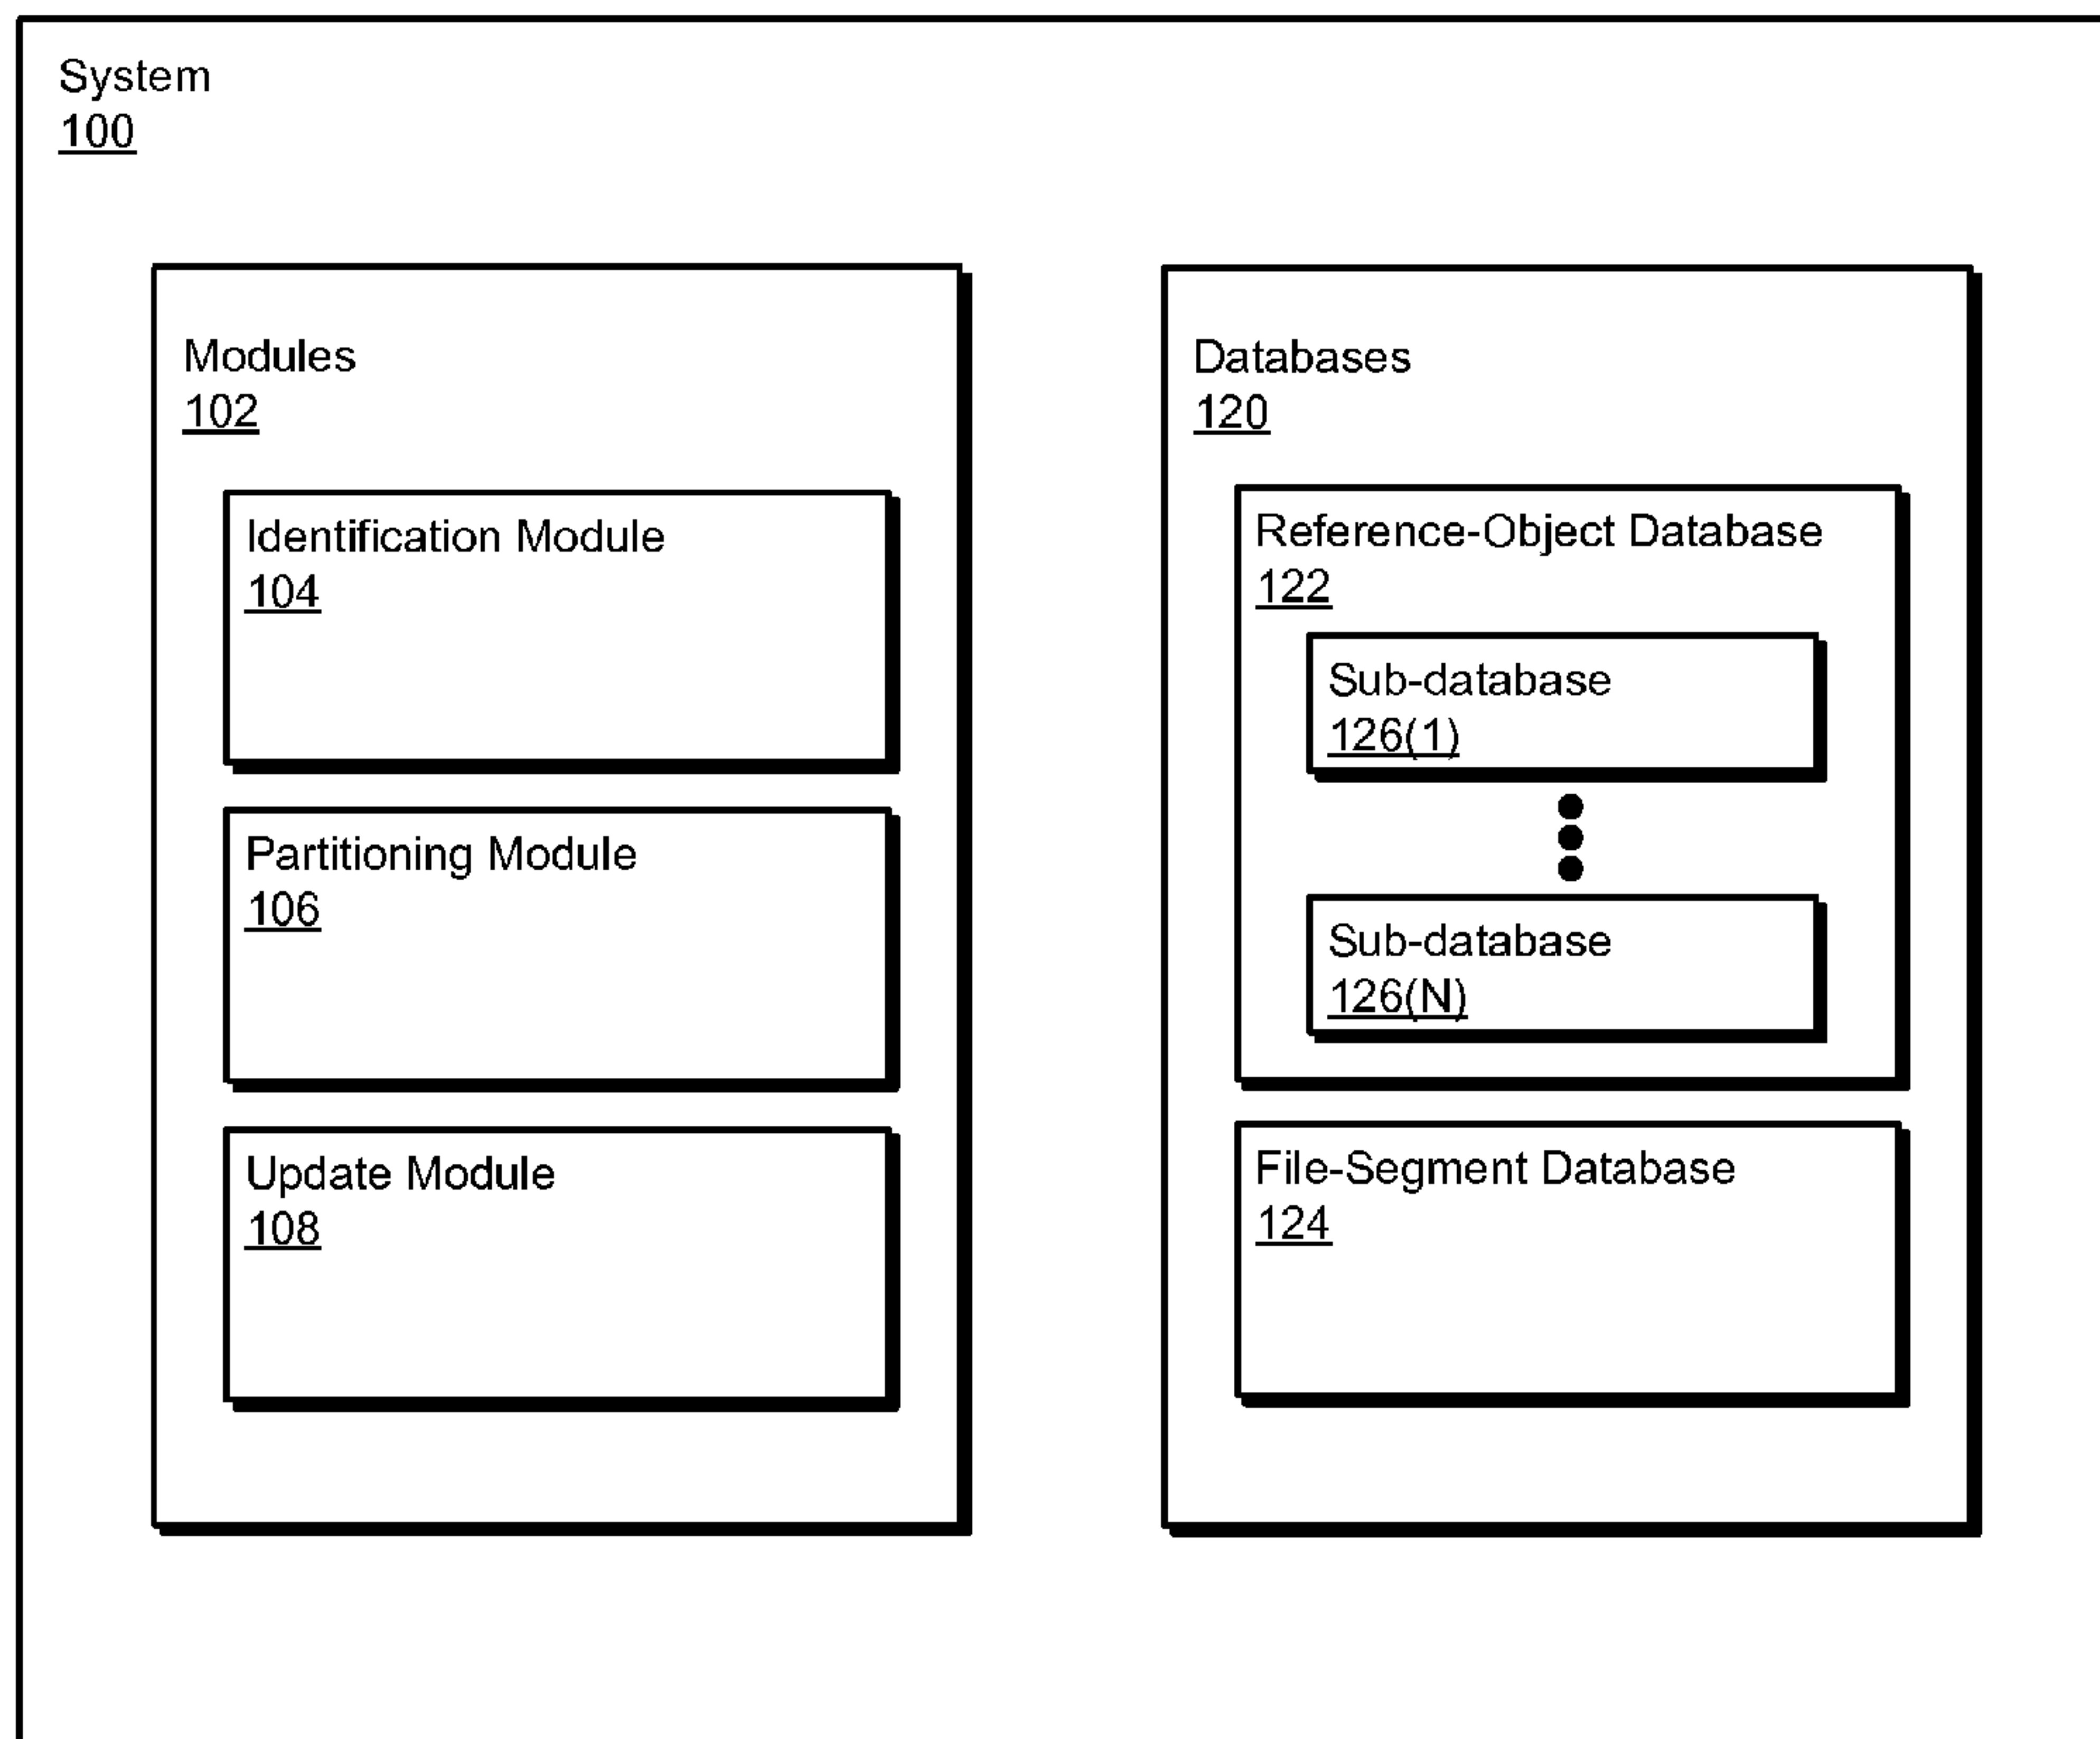 System
100
Modules
102
Identification Module
104
Partitioning Module
106
Update Module
108
Databases
120
Reference-Object Database
122
Sub-database
126(1)
Sub-database
126(N)
File-Segment Database
124